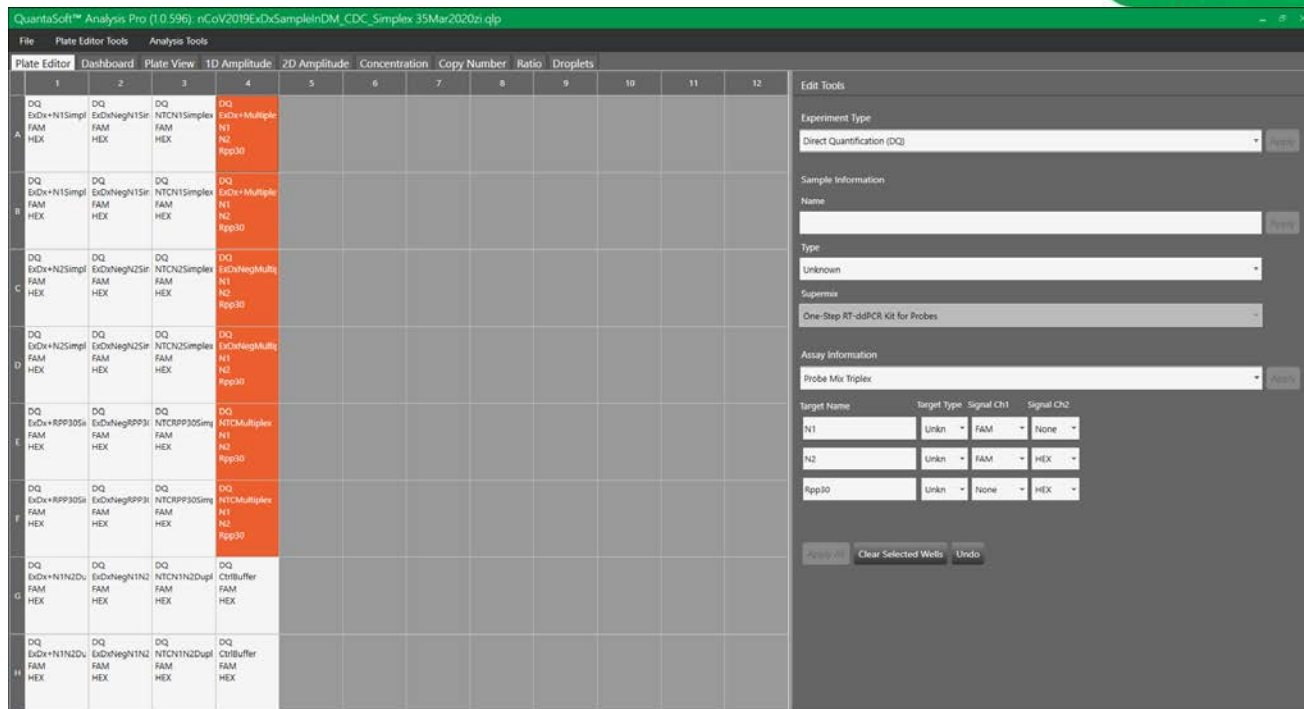 QuantaSoft™ Analysis Pro (1.0.596): nCoV2019ExDxSampleInDM_CDC_Simplex 35Mar2020zi.qlp
File Plate Editor Tools Analysis Tools
Plate Editor Dashboard Plate View 1D Amplitude 2D Amplitude Concentration Copy Number Ratio Droplets
1 2 3 4 5 6 7 8 9 10 11 12
A
DQ DQ DQ DQ
ExDx+N1Simpl ExDxNegN1Sir NTCN1Simplex ExDx+Multiple
FAM FAM FAM N1
HEX HEX HEX N2
Rpp30
B
DQ DQ DQ DQ
ExDx+N1Simpl ExDxNegN1Sir NTCN1Simplex ExDx+Multiple
FAM FAM FAM N1
HEX HEX HEX N2
Rpp30
C
DQ DQ DQ DQ
ExDx+N2Simpl ExDxNegN2Sir NTCN2Simplex ExDxNegMultip
FAM FAM FAM N1
HEX HEX HEX N2
Rpp30
D
DQ DQ DQ DQ
ExDx+N2Simpl ExDxNegN2Sir NTCN2Simplex ExDxNegMultip
FAM FAM FAM N1
HEX HEX HEX N2
Rpp30
E
DQ DQ DQ DQ
ExDx+RPP30Si ExDxNegRPP3( NTCRPP30Simp NTCMultiplex
FAM FAM FAM N1
HEX HEX HEX N2
Rpp30
F
DQ DQ DQ DQ
ExDx+RPP30Si ExDxNegRPP3( NTCRPP30Simp NTCMultiplex
FAM FAM FAM N1
HEX HEX HEX N2
Rpp30
G
DQ DQ DQ DQ
ExDx+N1N2Du ExDxNegN1N2 NTCN1N2Dupl CtrlBuffer
FAM FAM FAM FAM
HEX HEX HEX HEX
H
DQ DQ DQ DQ
ExDx+N1N2Du ExDxNegN1N2 NTCN1N2Dupl CtrlBuffer
FAM FAM FAM FAM
HEX HEX HEX HEX
Edit Tools
Experiment Type
Direct Quantification (DQ) Apply
Sample Information
Name
Apply
Type
Unknown
Supermix
One-Step RT-ddPCR Kit for Probes
Assay Information
Probe Mix Triplex Apply
Target Name Target Type Signal Ch1 Signal Ch2
N1 Unkn FAM None
N2 Unkn FAM HEX
Rpp30 Unkn None HEX
Apply All Clear Selected Wells Undo